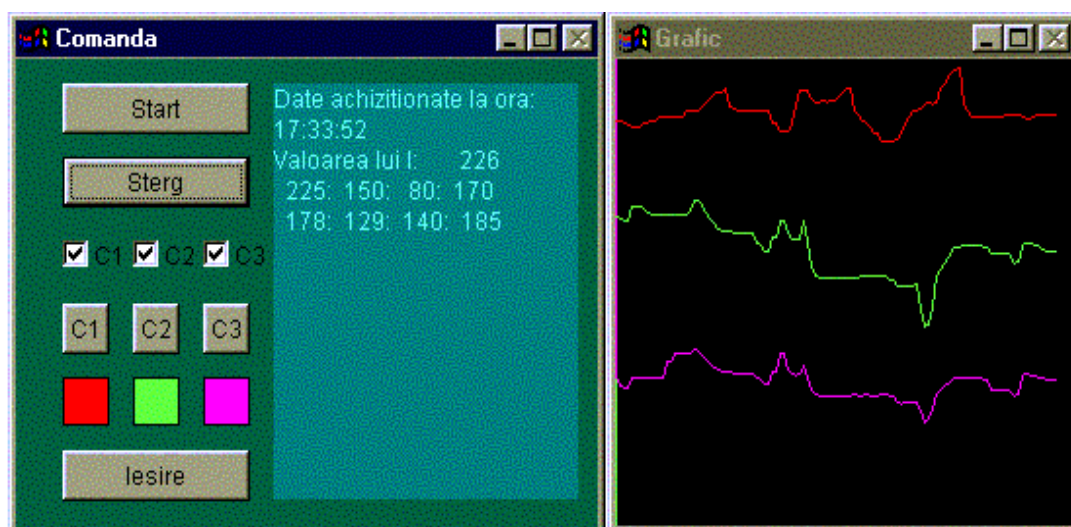 Comanda
Start
Sterg
C1 C2 C3
C1 C2 C3
Iesire
Date achizitionate la ora:
17:33:52
Valoarea lui I: 226
225: 150: 80: 170
178: 129: 140: 185
Grafic